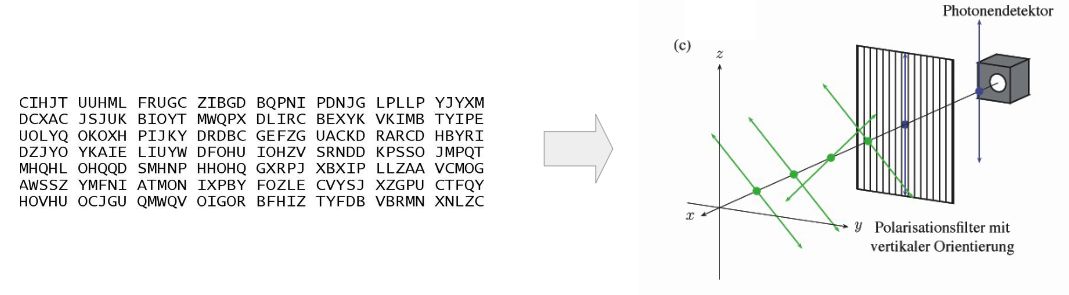 CIHJT UUHML FRUGC ZIBGD BQPNI PDNJG LPLLP YJYXM
DCXAC JSJUK BIOYT MWQPX DLIRC BEXYK VKIMB TYIPE
UOLYQ OKOXH PIJKY DRDBC GEFZG UACKD RARCD HBYRI
DZJYO YKAIE LIUYW DFOHU IOHZV SRNDD KPSSO JMPQT
MHQHL OHQQD SMHNP HHOHQ GXRPJ XBXIP LLZAA VCMOG
AWSSZ YMFNI ATMON IXPBY FOZLE CVYSJ XZGPU CTFQY
HOVHU OCJGU QMWQV OIGOR BFHIZ TYFDB VBRMN XNLZC
Photonendetektor
(c)
z
x
y
Polarisationsfilter mit
vertikaler Orientierung